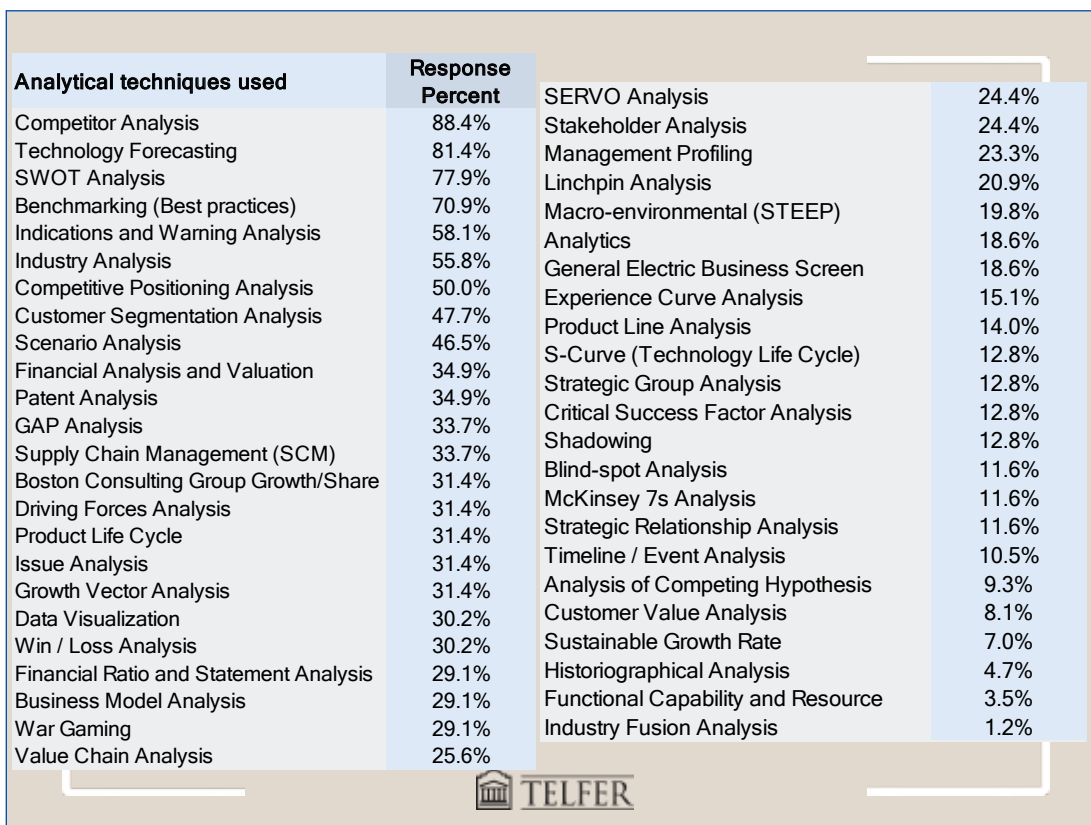 Analytical techniques used Response Percent
Competitor Analysis 88.4%
Technology Forecasting 81.4%
SWOT Analysis 77.9%
Benchmarking (Best practices) 70.9%
Indications and Warning Analysis 58.1%
Industry Analysis 55.8%
Competitive Positioning Analysis 50.0%
Customer Segmentation Analysis 47.7%
Scenario Analysis 46.5%
Financial Analysis and Valuation 34.9%
Patent Analysis 34.9%
GAP Analysis 33.7%
Supply Chain Management (SCM) 33.7%
Boston Consulting Group Growth/Share 31.4%
Driving Forces Analysis 31.4%
Product Life Cycle 31.4%
Issue Analysis 31.4%
Growth Vector Analysis 31.4%
Data Visualization 30.2%
Win / Loss Analysis 30.2%
Financial Ratio and Statement Analysis 29.1%
Business Model Analysis 29.1%
War Gaming 29.1%
Value Chain Analysis 25.6%
SERVO Analysis 24.4%
Stakeholder Analysis 24.4%
Management Profiling 23.3%
Linchpin Analysis 20.9%
Macro-environmental (STEEP) 19.8%
Analytics 18.6%
General Electric Business Screen 18.6%
Experience Curve Analysis 15.1%
Product Line Analysis 14.0%
S-Curve (Technology Life Cycle) 12.8%
Strategic Group Analysis 12.8%
Critical Success Factor Analysis 12.8%
Shadowing 12.8%
Blind-spot Analysis 11.6%
McKinsey 7s Analysis 11.6%
Strategic Relationship Analysis 11.6%
Timeline / Event Analysis 10.5%
Analysis of Competing Hypothesis 9.3%
Customer Value Analysis 8.1%
Sustainable Growth Rate 7.0%
Historiographical Analysis 4.7%
Functional Capability and Resource 3.5%
Industry Fusion Analysis 1.2%
TELFER